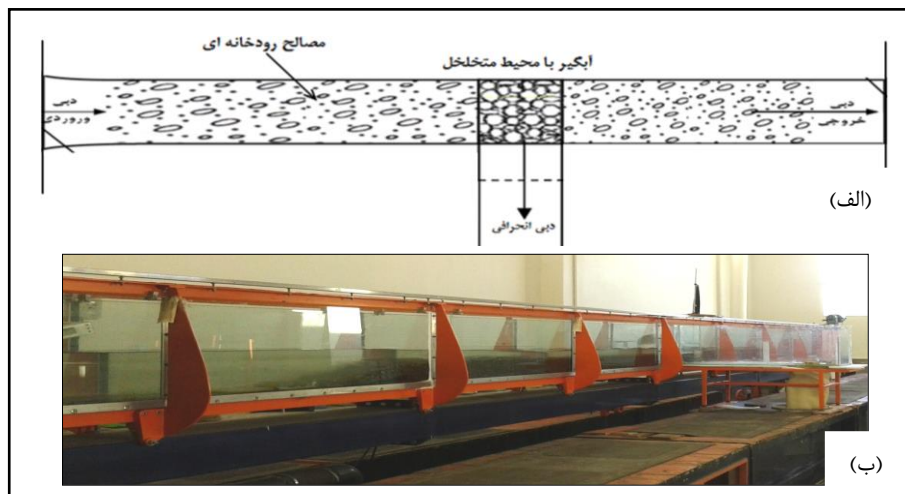 مصالح رودخانه ای
آبگیر با محیط متخلخل
دبی
ورودی
دبی
خروجی
دبی انحرافی
(الف)
(ب)